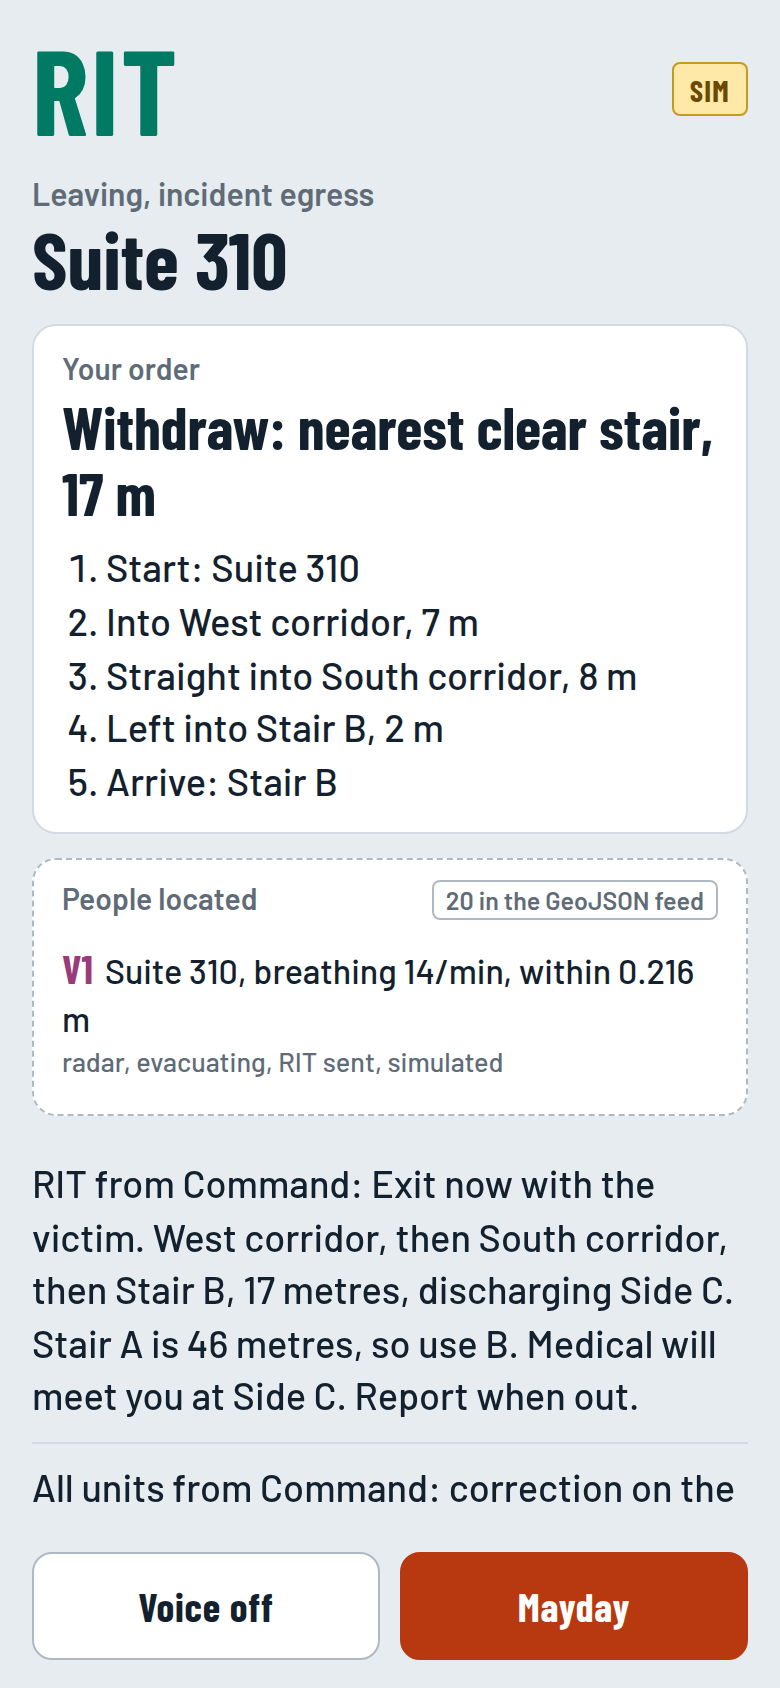 RIT
SIM
Leaving, incident egress
Suite 310
Your order
Withdraw: nearest clear stair,
17 m
1. Start: Suite 310
2. Into West corridor, 7 m
3. Straight into South corridor, 8 m
4. Left into Stair B, 2 m
5. Arrive: Stair B
People located
20 in the GeoJSON feed
V1 Suite 310, breathing 14/min, within 0.216
m
radar, evacuating, RIT sent, simulated
RIT from Command: Exit now with the
victim. West corridor, then South corridor,
then Stair B, 17 metres, discharging Side C.
Stair A is 46 metres, so use B. Medical will
meet you at Side C. Report when out.
All units from Command: correction on the
Voice off
Mayday